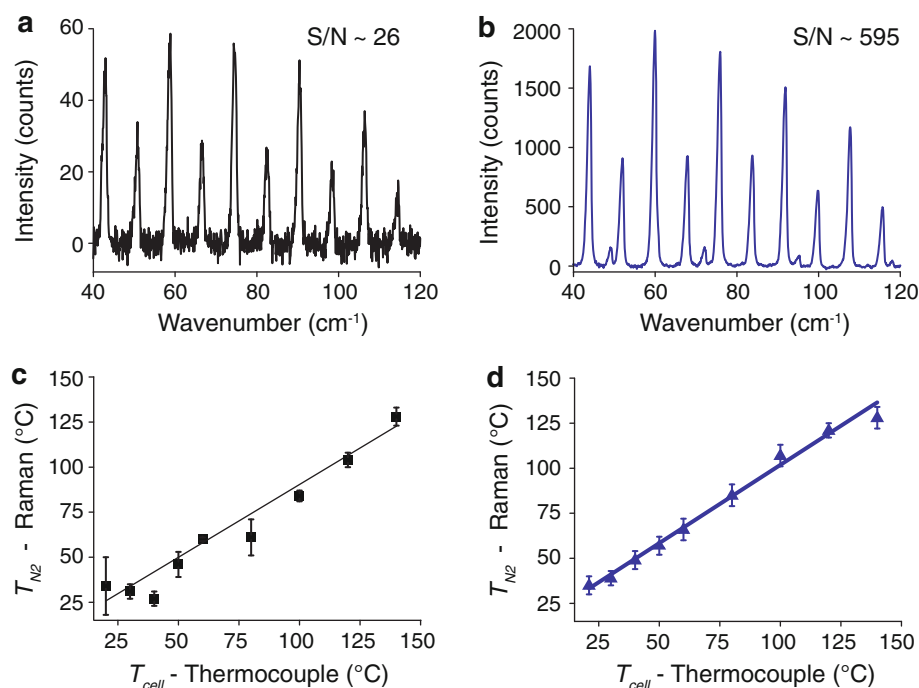 a
S/N ~ 26
60
40
20
0
Intensity (counts)
40 60 80 100 120
Wavenumber (cm⁻¹)
b
S/N ~ 595
2000
1500
1000
500
0
Intensity (counts)
40 60 80 100 120
Wavenumber (cm⁻¹)
c
150
125
100
75
50
25
T_N2 - Raman (°C)
25 50 75 100 125 150
T_cell - Thermocouple (°C)
d
150
125
100
75
50
25
T_N2 - Raman (°C)
25 50 75 100 125 150
T_cell - Thermocouple (°C)